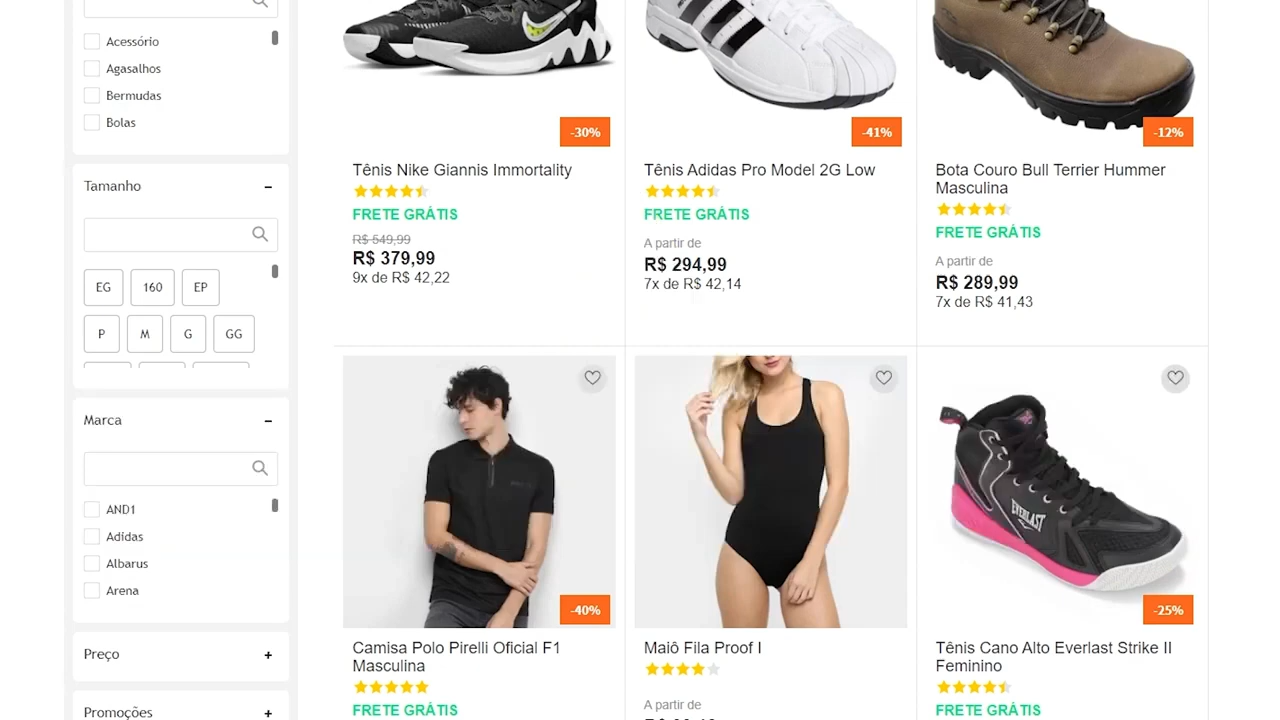 Acessório
Agasalhos
Bermudas
Bolas
Tamanho
EG
160
EP
P
M
G
GG
Marca
AND1
Adidas
Albarus
Arena
Preço
Promoções
-30%
Tênis Nike Giannis Immortality
FRETE GRÁTIS
R$ 549,99
R$ 379,99
9x de R$ 42,22
-41%
Tênis Adidas Pro Model 2G Low
FRETE GRÁTIS
A partir de
R$ 294,99
7x de R$ 42,14
-12%
Bota Couro Bull Terrier Hummer
Masculina
FRETE GRÁTIS
A partir de
R$ 289,99
7x de R$ 41,43
-40%
Camisa Polo Pirelli Oficial F1
Masculina
FRETE GRÁTIS
Maiô Fila Proof I
A partir de
EVERLAST
-25%
Tênis Cano Alto Everlast Strike II
Feminino
FRETE GRÁTIS